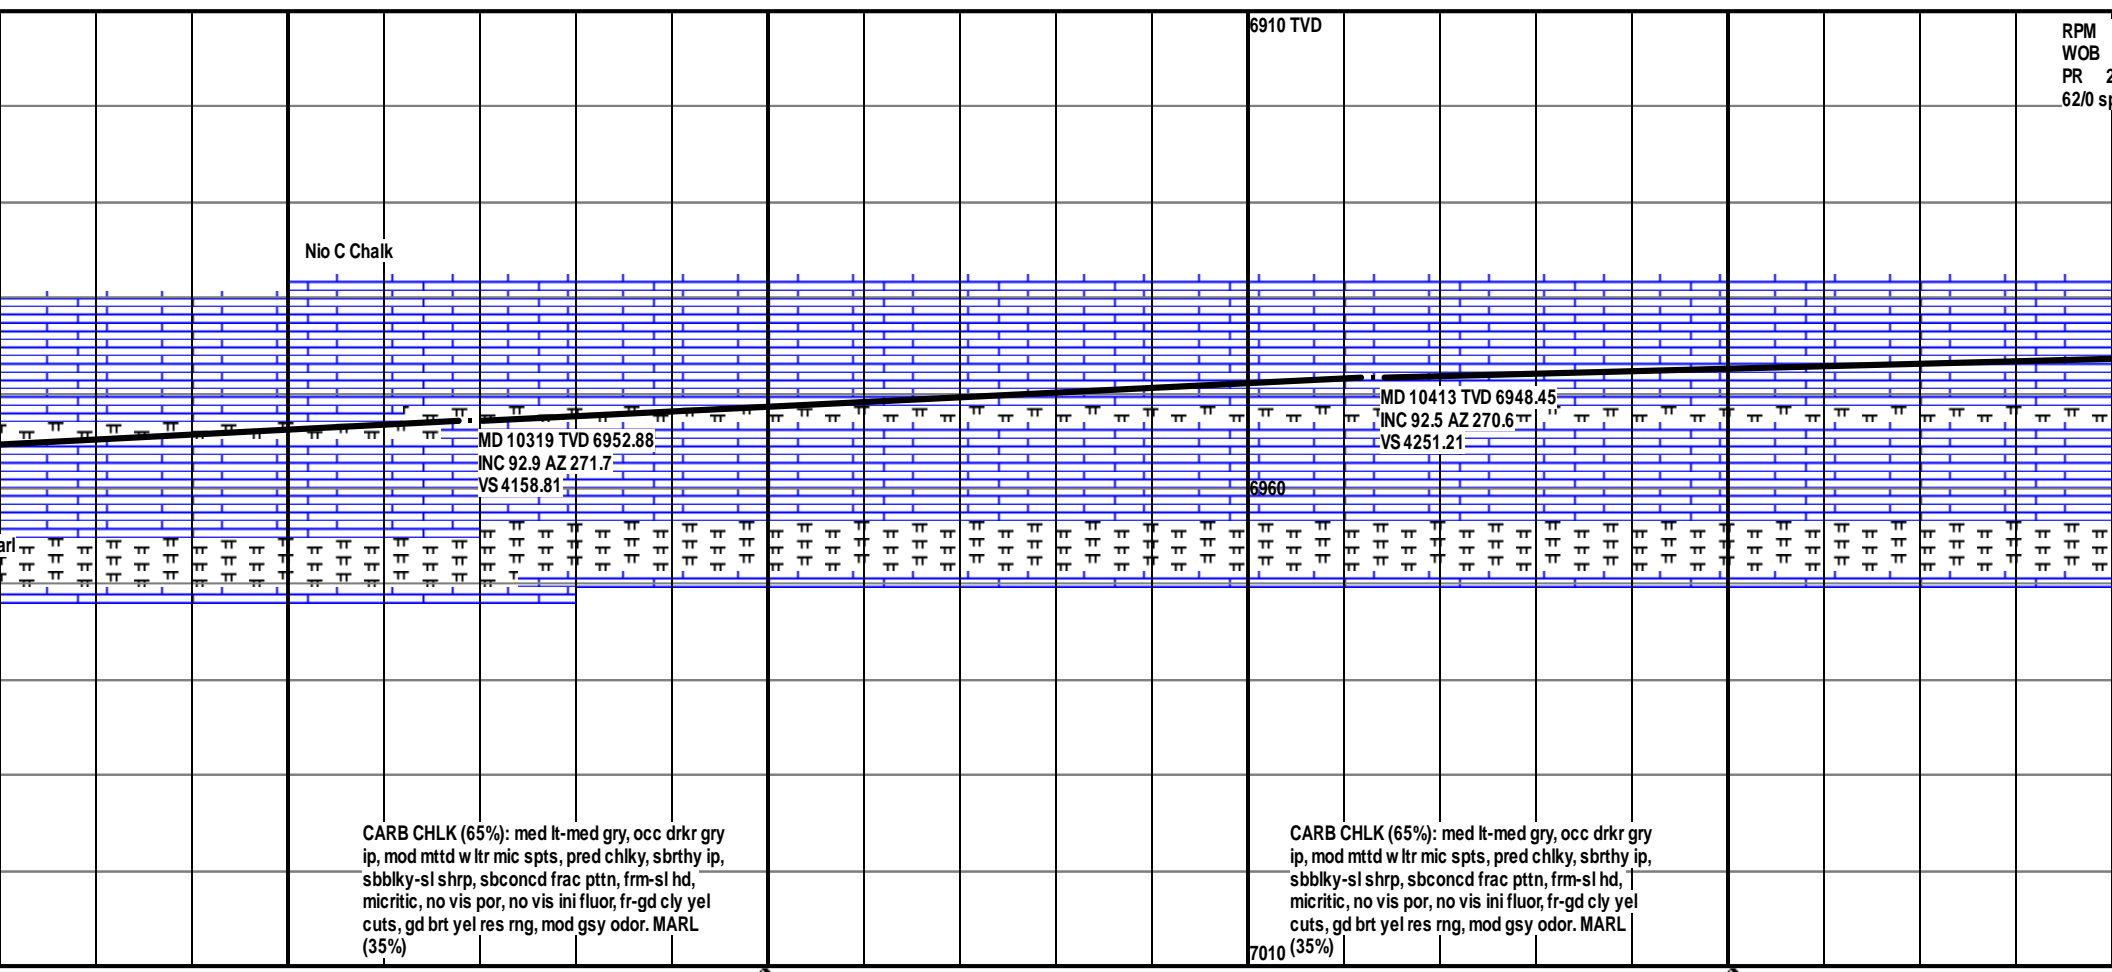 6910 TVD
RPM
WOB
PR 2
62/0 sp
Nio C Chalk
MD 10413 TVD 6948.45
INC 92.5 AZ 270.6
VS 4251.21
MD 10319 TVD 6952.88
INC 92.9 AZ 271.7
VS 4158.81
6960
arl
CARB CHLK (65%): med lt-med gry, occ drkr gry
ip, mod mttd w ltr mic spts, pred chlky, sbrthy ip,
sbblky-sl shrp, sbconcd frac pttn, frm-sl hd,
micritic, no vis por, no vis ini fluor, fr-gd cly yel
cuts, gd brt yel res rng, mod gsy odor. MARL
(35%)
CARB CHLK (65%): med lt-med gry, occ drkr gry
ip, mod mttd w ltr mic spts, pred chlky, sbrthy ip,
sbblky-sl shrp, sbconcd frac pttn, frm-sl hd,
micritic, no vis por, no vis ini fluor, fr-gd cly yel
cuts, gd brt yel res rng, mod gsy odor. MARL
(35%)
7010